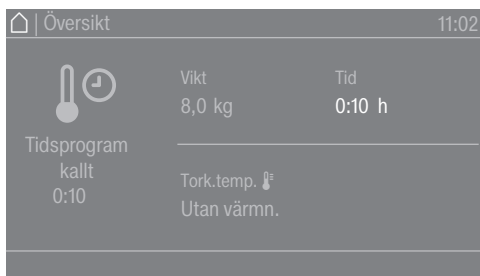 Översikt 11:02
Vikt Tid
8,0 kg 0:10 h
Tidsprogram
kallt
0:10
Tork.temp.
Utan värmn.